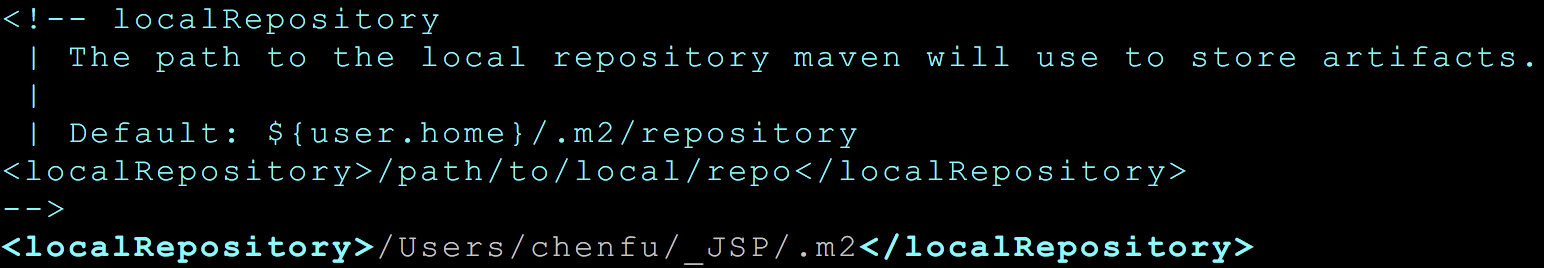 <!-- localRepository
 | The path to the local repository maven will use to store artifacts.
 |
 | Default: ${user.home}/.m2/repository
<localRepository>/path/to/local/repo</localRepository>
-->
<localRepository>/Users/chenfu/_JSP/.m2</localRepository>